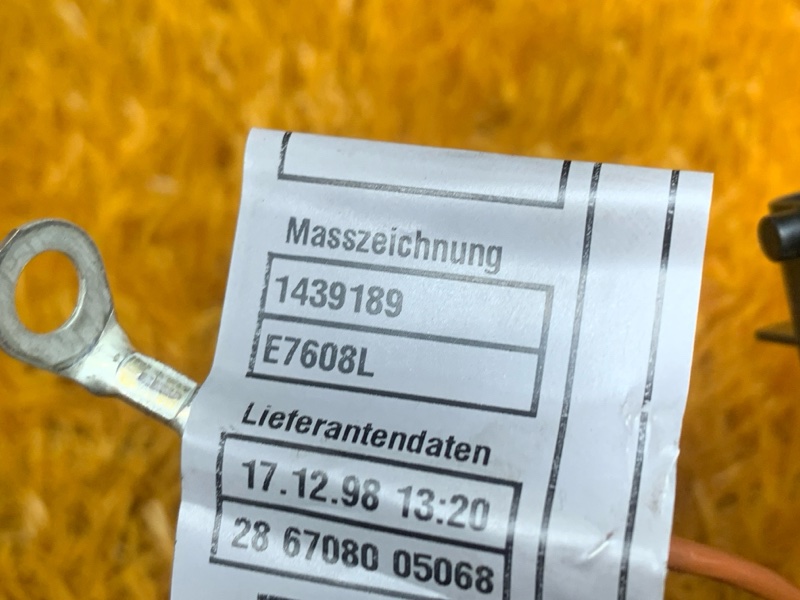 Masszeichnung
1439189
E7608L
Lieferantendaten
17.12.98 13:20
28 67080 05068